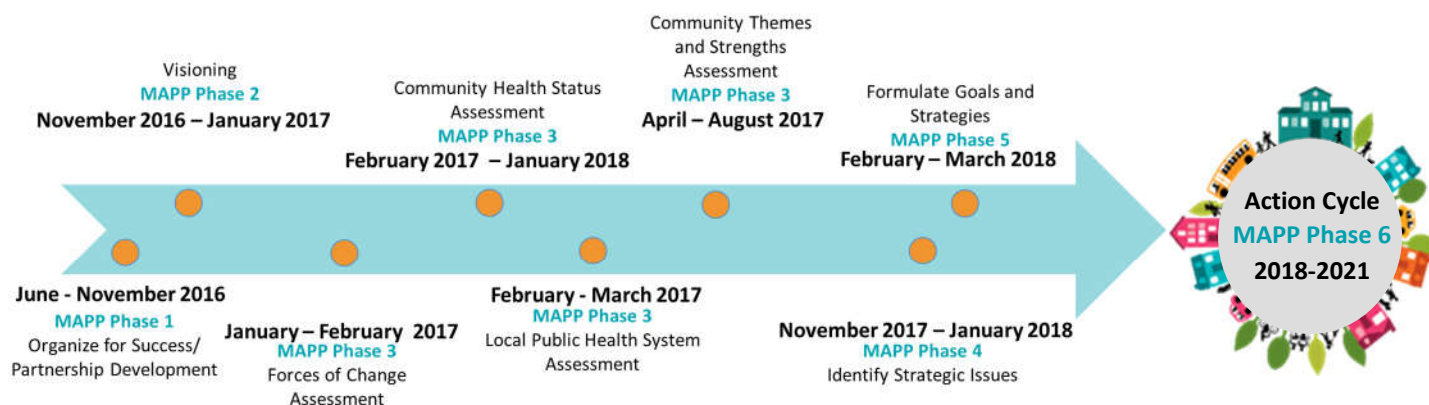 Visioning
MAPP Phase 2
November 2016 – January 2017
Community Health Status
Assessment
MAPP Phase 3
February 2017 – January 2018
Community Themes
and Strengths
Assessment
MAPP Phase 3
April – August 2017
Formulate Goals and
Strategies
MAPP Phase 5
February – March 2018
June - November 2016
MAPP Phase 1
Organize for Success/
Partnership Development
January – February 2017
MAPP Phase 3
Forces of Change
Assessment
February - March 2017
MAPP Phase 3
Local Public Health System
Assessment
November 2017 – January 2018
MAPP Phase 4
Identify Strategic Issues
Action Cycle
MAPP Phase 6
2018-2021